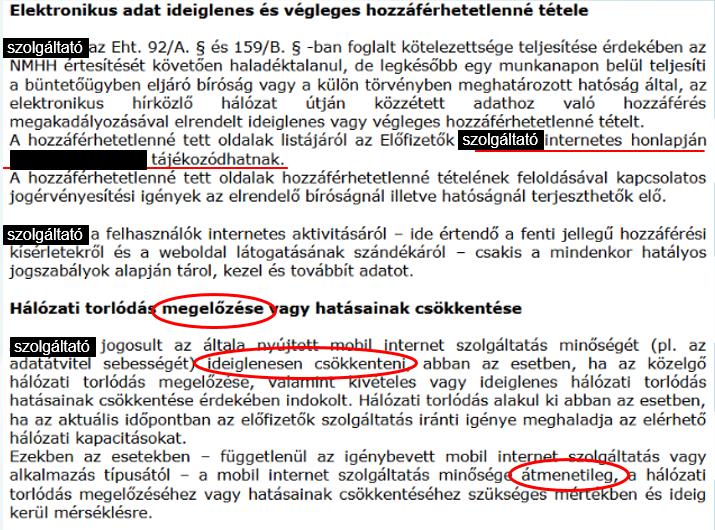 Elektronikus adat ideiglenes és végleges hozzáférhetetlenné tétele
szolgáltató az Eht. 92/A. § és 159/B. § -ban foglalt kötelezettsége teljesítése érdekében az
NMHH értesítését követően haladéktalanul, de legkésőbb egy munkanapon belül teljesíti
a büntetőügyben eljáró bíróság vagy a külön törvényben meghatározott hatóság által, az
elektronikus hírközlő hálózat útján közzétett adathoz való hozzáférés
megakadályozásával elrendelt ideiglenes vagy végleges hozzáférhetetlenné tételt.
A hozzáférhetetlenné tett oldalak listájáról az Előfizetők szolgáltató internetes honlapján
tájékozódhatnak.
A hozzáférhetetlenné tett oldalak hozzáférhetetlenné tételének feloldásával kapcsolatos
jogérvényesítési igények az elrendelő bíróságnál illetve hatóságnál terjeszthetők elő.
szolgáltató a felhasználók internetes aktivitásáról – ide értendő a fenti jellegű hozzáférési
kísérletekről és a weboldal látogatásának szándékáról – csakis a mindenkor hatályos
jogszabályok alapján tárol, kezel és továbbít adatot.
Hálózati torlódás megelőzése vagy hatásainak csökkentése
szolgáltató jogosult az általa nyújtott mobil internet szolgáltatás minőségét (pl. az
adatátvitel sebességét) ideiglenesen csökkenteni, abban az esetben, ha az közelgő
hálózati torlódás megelőzése, valamint kivételes vagy ideiglenes hálózati torlódás
hatásainak csökkentése érdekében indokolt. Hálózati torlódás alakul ki abban az esetben,
ha az aktuális időpontban az előfizetők szolgáltatás iránti igénye meghaladja az elérhető
hálózati kapacitásokat.
Ezekben az esetekben – függetlenül az igénybevett mobil internet szolgáltatás vagy
alkalmazás típusától – a mobil internet szolgáltatás minősége átmenetileg, a hálózati
torlódás megelőzéséhez vagy hatásainak csökkentéséhez szükséges mértékben és ideig
kerül mérséklésre.